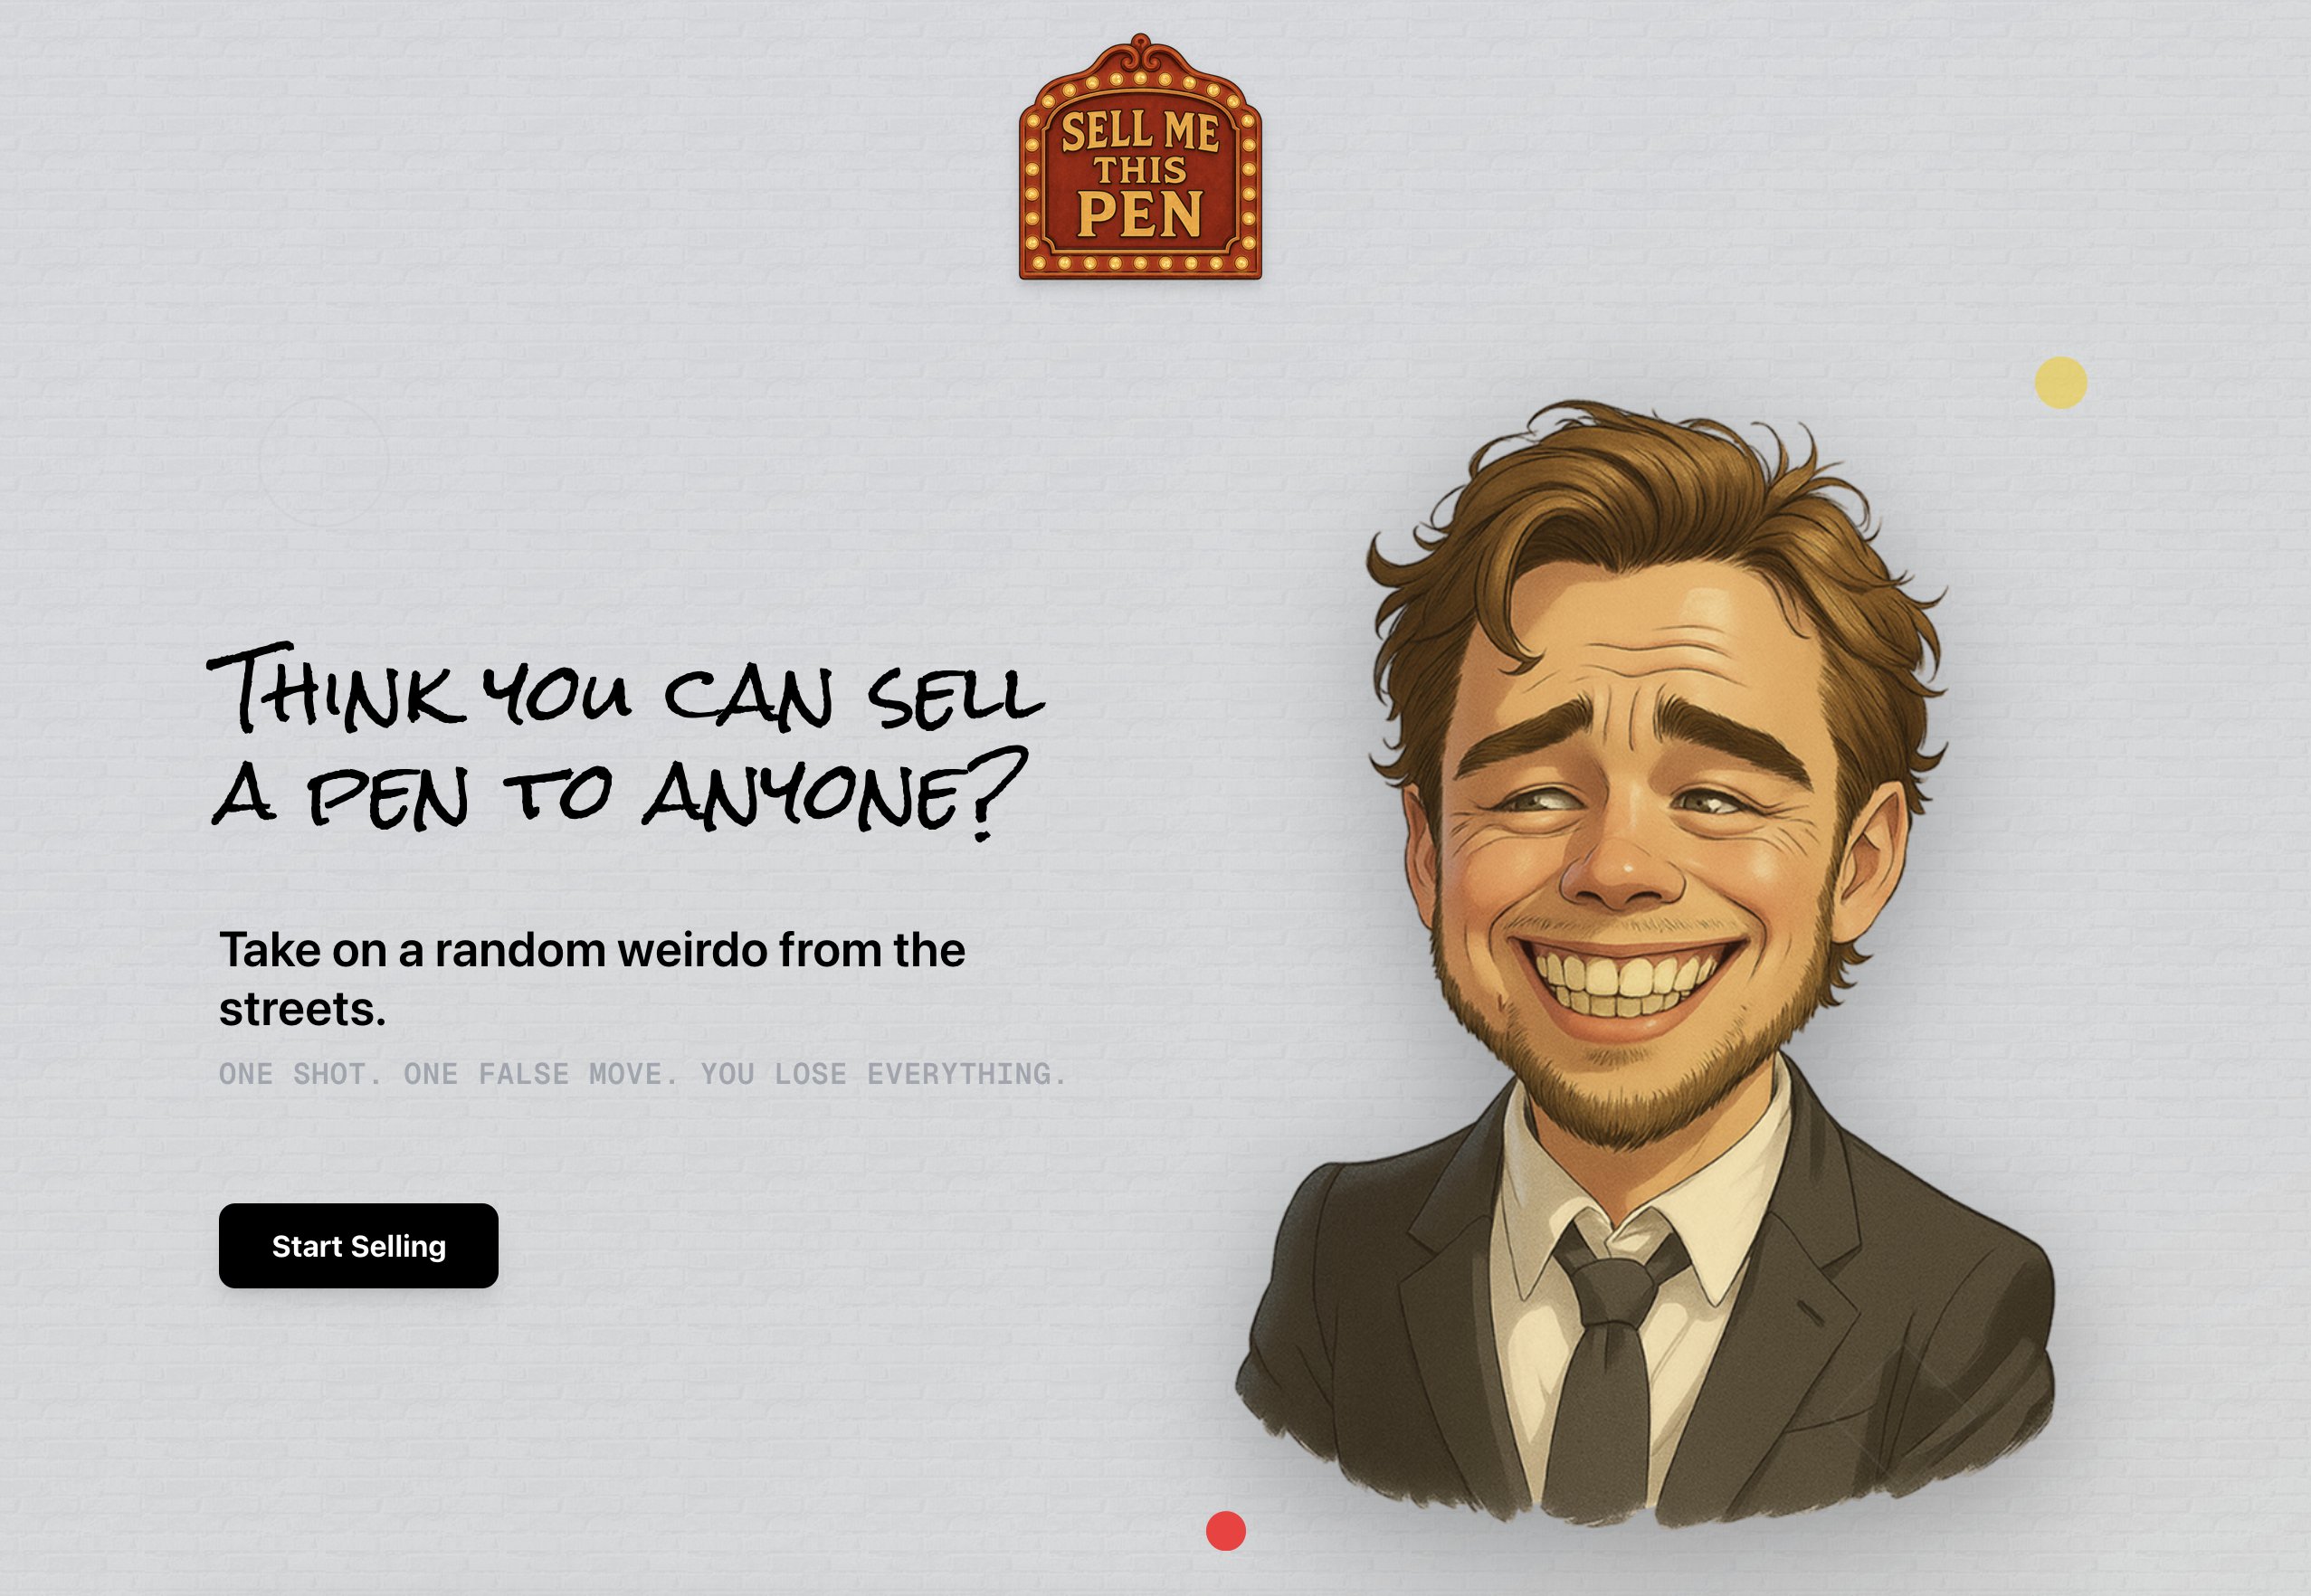 SELL ME
THIS
PEN
THINK YOU CAN SELL
A PEN TO ANYONE?
Take on a random weirdo from the
streets.
ONE SHOT. ONE FALSE MOVE. YOU LOSE EVERYTHING.
Start Selling